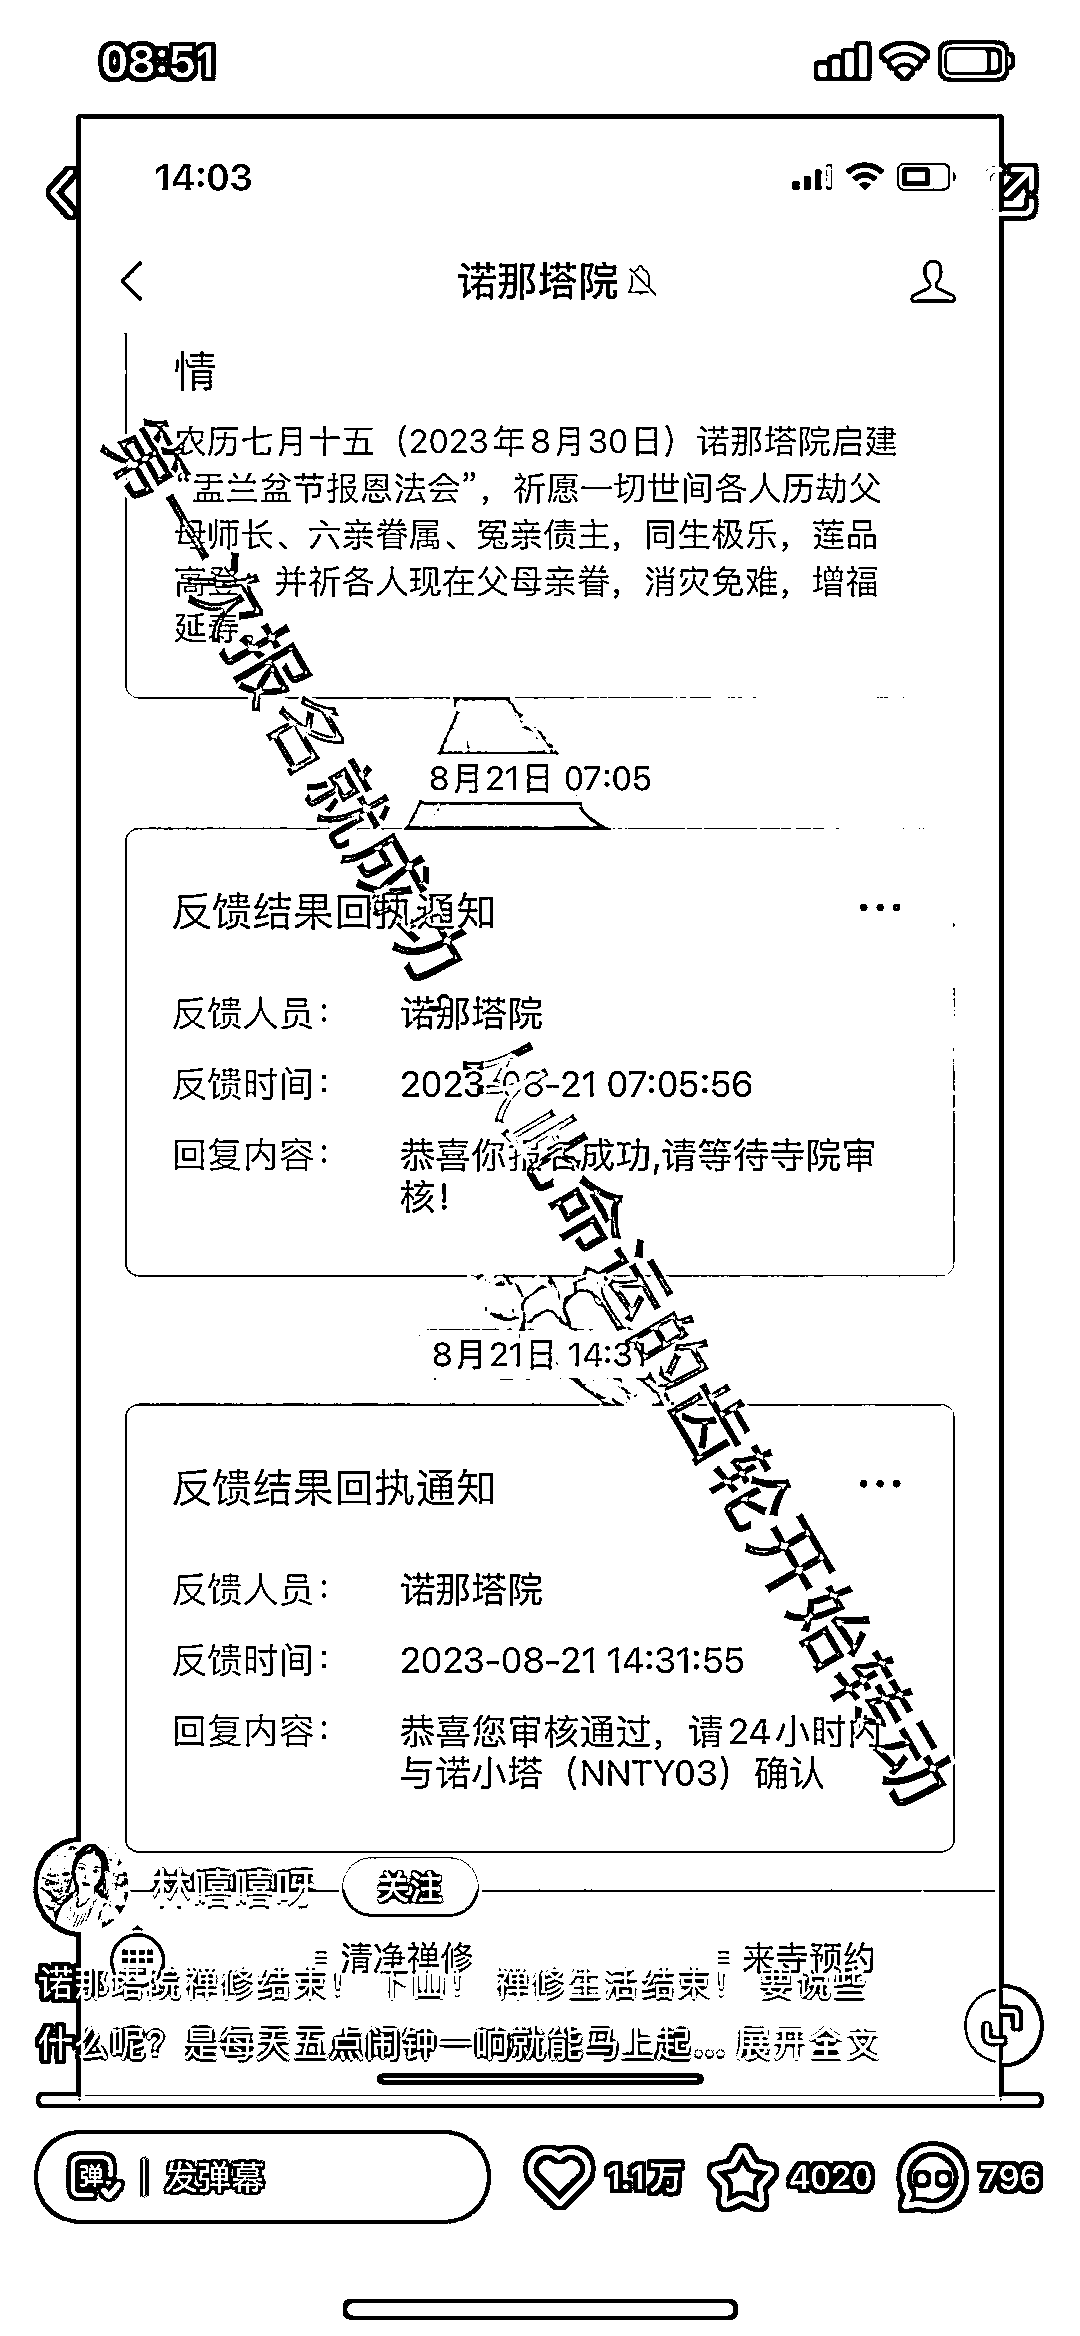 08:51
14:03
诺那塔院
情
农历七月十五（2023年8月30日）诺那塔院启建
“盂兰盆节报恩法会”，祈愿一切世间各人历劫父
母师长、六亲眷属、冤亲债主，同生极乐，莲品
高登，并祈各人现在父母亲眷，消灾免难，增福
延寿。
第一次报名就成功。
从此命运的齿轮开始转动
8月21日 07:05
反馈结果回执通知
反馈人员： 诺那塔院
反馈时间： 2023-08-21 07:05:56
回复内容： 恭喜你报名成功,请等待寺院审
核!
8月21日 14:31
反馈结果回执通知
反馈人员： 诺那塔院
反馈时间： 2023-08-21 14:31:55
回复内容： 恭喜您审核通过，请24小时内
与诺小塔（NNTY03）确认
林嘻嘻呀 关注
清净禅修 来寺预约
诺那塔院禅修结束！ 下山！ 禅修生活结束！ 要说些
什么呢？是每天五点闹钟一响就能马上起... 展开全文
弹 发弹幕 1.1万 4020 796